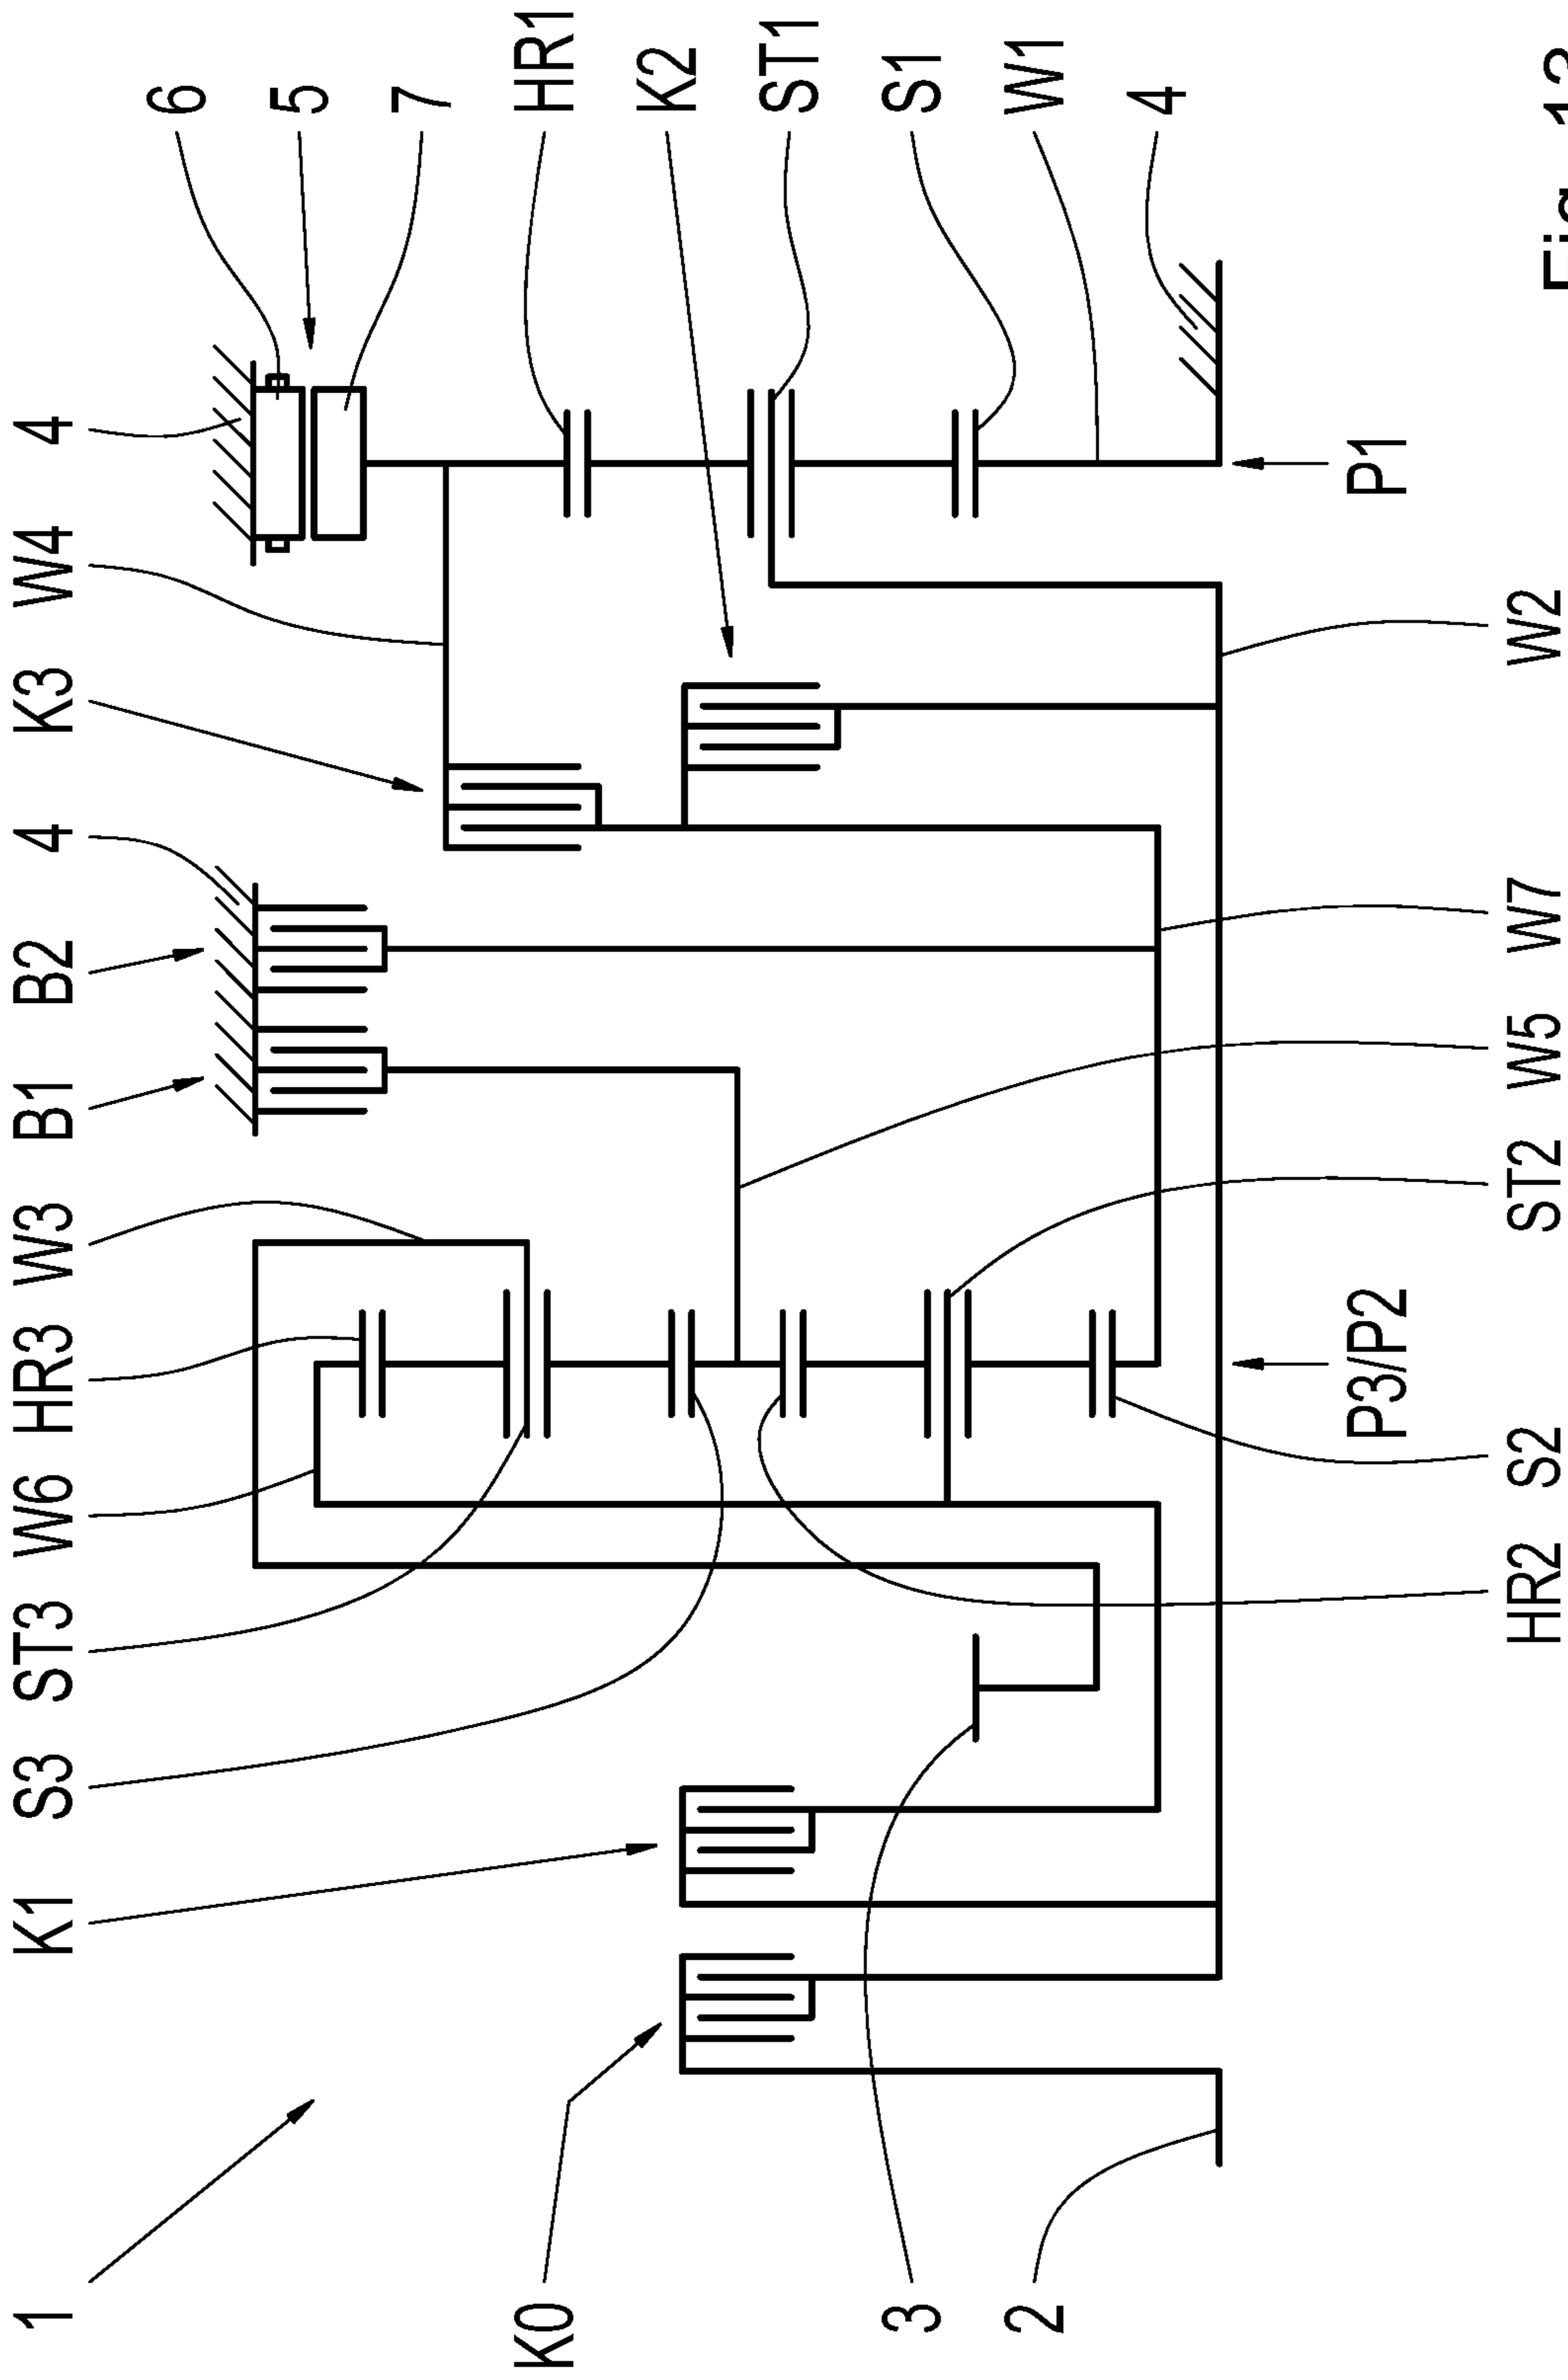 1 K1 S3 ST3 W6 HR3 W3 B1 B2 4 K3 W4 4
6
5
7
K0 HR1
K2
ST1
3 S1
2 W1
4
P3/P2 P1
HR2 S2 ST2 W5 W7 W2
Fig.